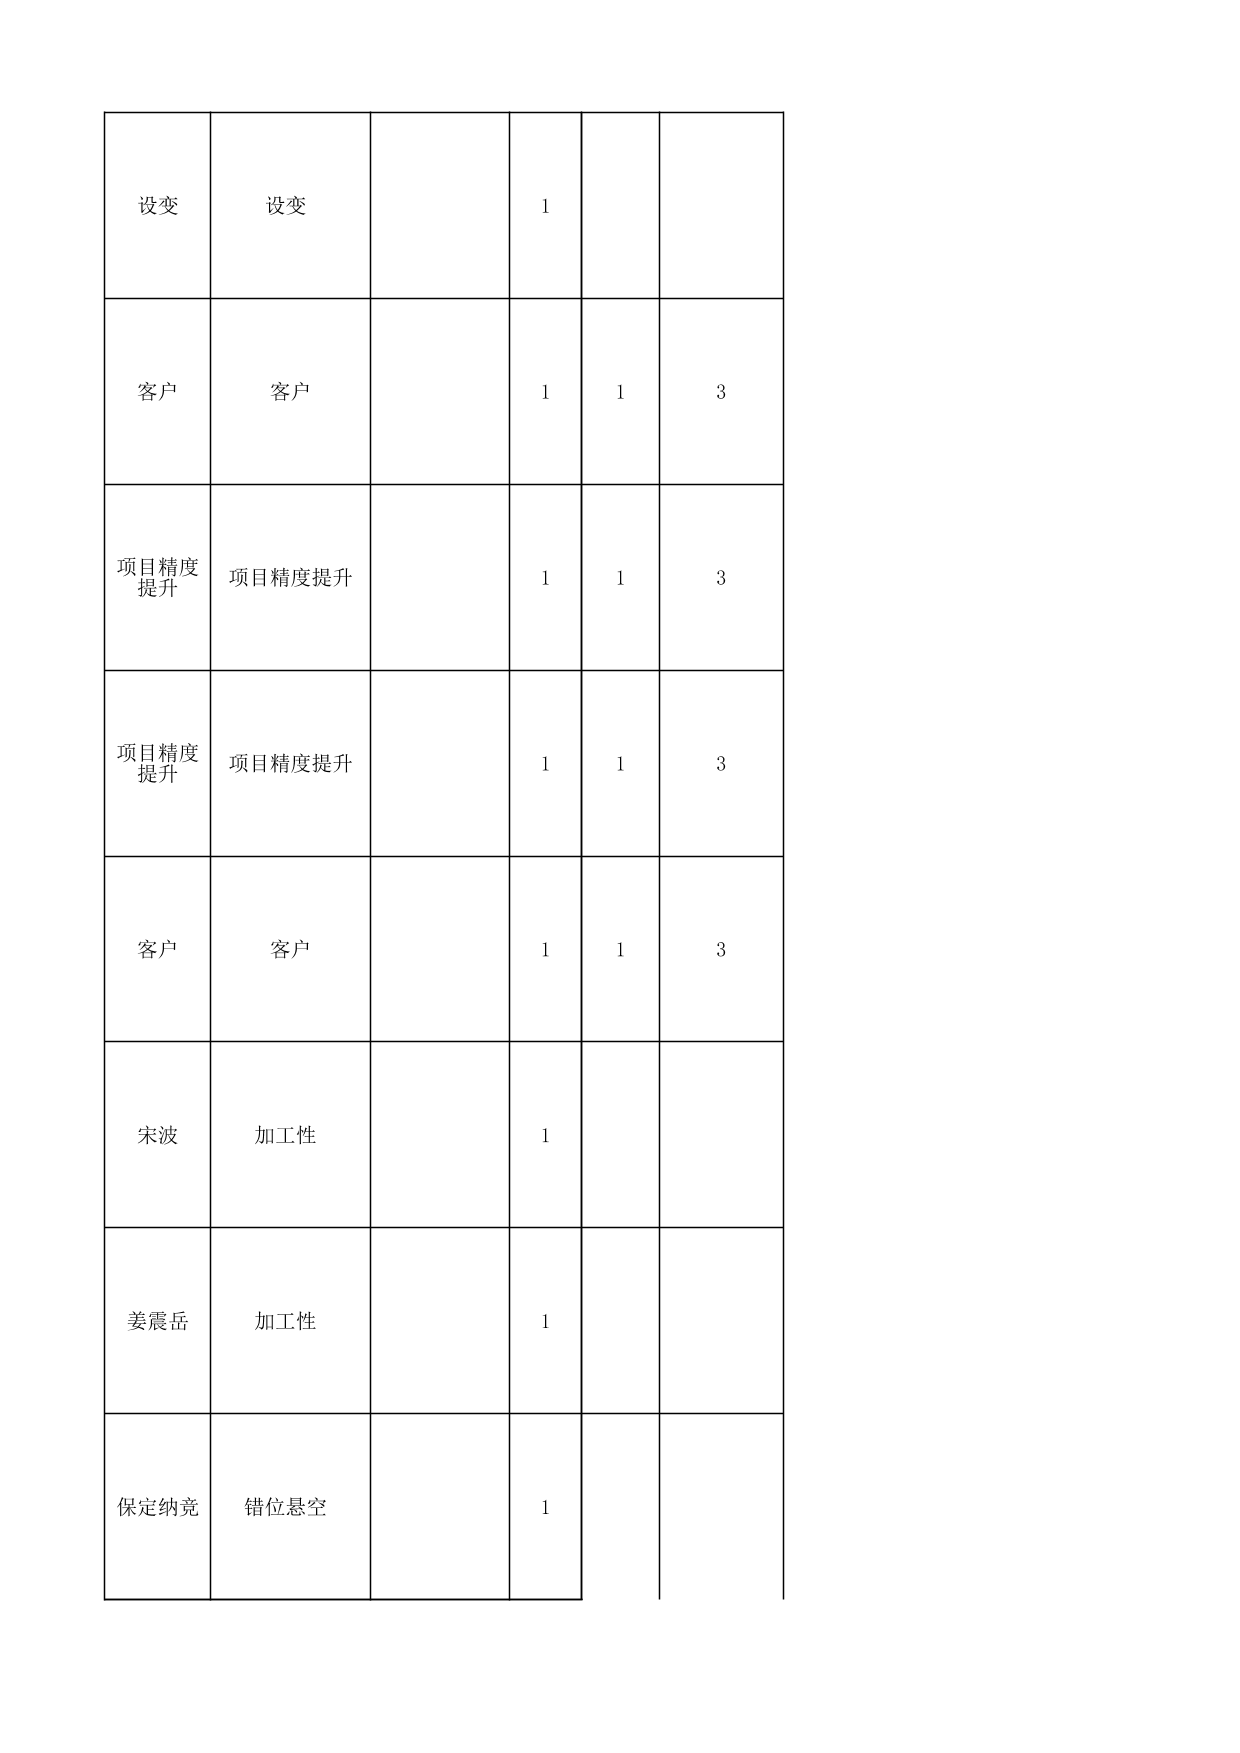 设变 设变 1
客户 客户 1 1 3
项目精度
提升 项目精度提升 1 1 3
项目精度
提升 项目精度提升 1 1 3
客户 客户 1 1 3
宋波 加工性 1
姜震岳 加工性 1
保定纳竞 错位悬空 1